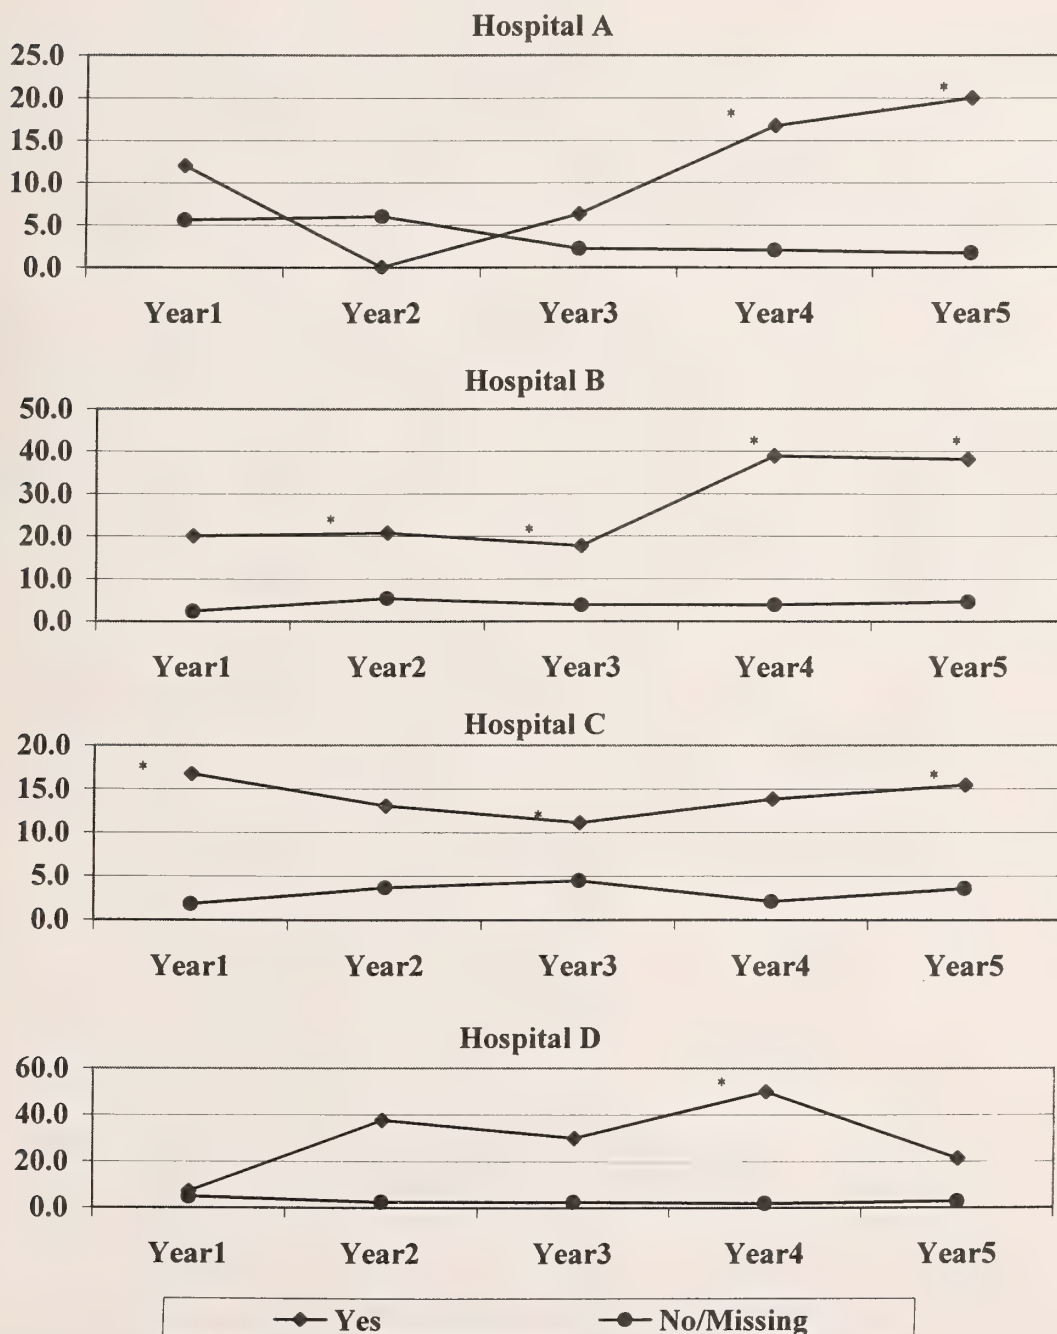 Hospital A
25.0
20.0
15.0
10.0
5.0
0.0
*
*
Year1 Year2 Year3 Year4 Year5
Hospital B
50.0
40.0
30.0
20.0
10.0
0.0
* * * *
Year1 Year2 Year3 Year4 Year5
Hospital C
20.0
15.0
10.0
5.0
0.0
* * *
Year1 Year2 Year3 Year4 Year5
Hospital D
60.0
40.0
20.0
0.0
*
Year1 Year2 Year3 Year4 Year5
Yes No/Missing